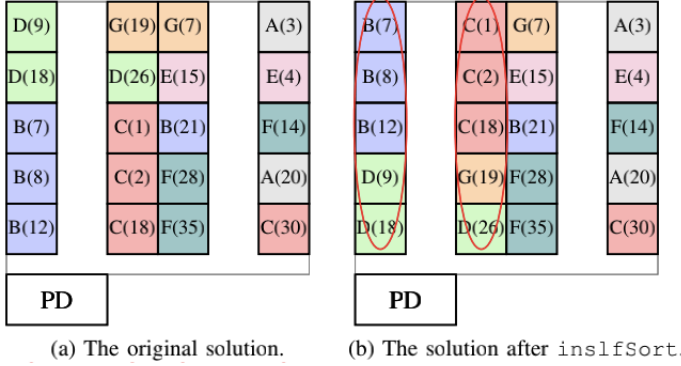 D(9) G(19) G(7) A(3) B(7) C(1) G(7) A(3)
D(18) D(26) E(15) E(4) B(8) C(2) E(15) E(4)
B(7) C(1) B(21) F(14) B(12) C(18) B(21) F(14)
B(8) C(2) F(28) A(20) D(9) G(19) F(28) A(20)
B(12) C(18) F(35) C(30) D(18) D(26) F(35) C(30)
PD PD
(a) The original solution. (b) The solution after inslfSort.